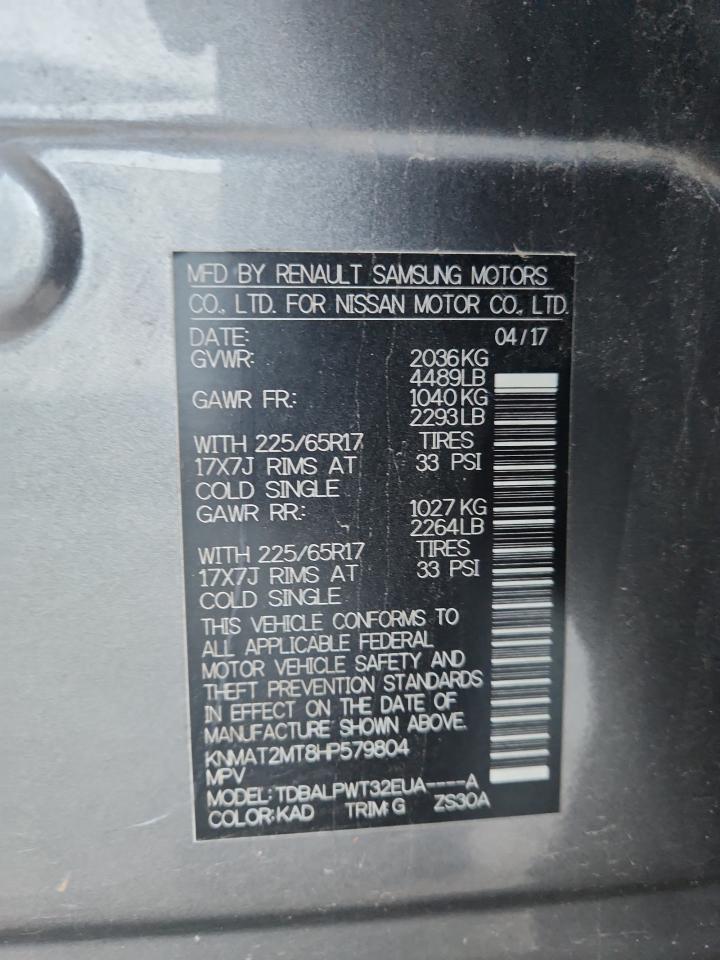 MFD BY RENAULT SAMSUNG MOTORS
CO., LTD. FOR NISSAN MOTOR CO., LTD.
DATE: 04/17
GVWR: 2036KG
4489LB
GAWR FR.: 1040KG
2293LB
WITH 225/65R17 TIRES
17X7J RIMS AT 33 PSI
COLD SINGLE
GAWR RR.: 1027KG
2264LB
WITH 225/65R17 TIRES
17X7J RIMS AT 33 PSI
COLD SINGLE
THIS VEHICLE CONFORMS TO
ALL APPLICABLE FEDERAL
MOTOR VEHICLE SAFETY AND
THEFT PREVENTION STANDARDS
IN EFFECT ON THE DATE OF
MANUFACTURE SHOWN ABOVE.
KNMAT2MT8HP579804
MPV
MODEL: TDBALPWT32EUA----A
COLOR: KAD TRIM: G ZS30A